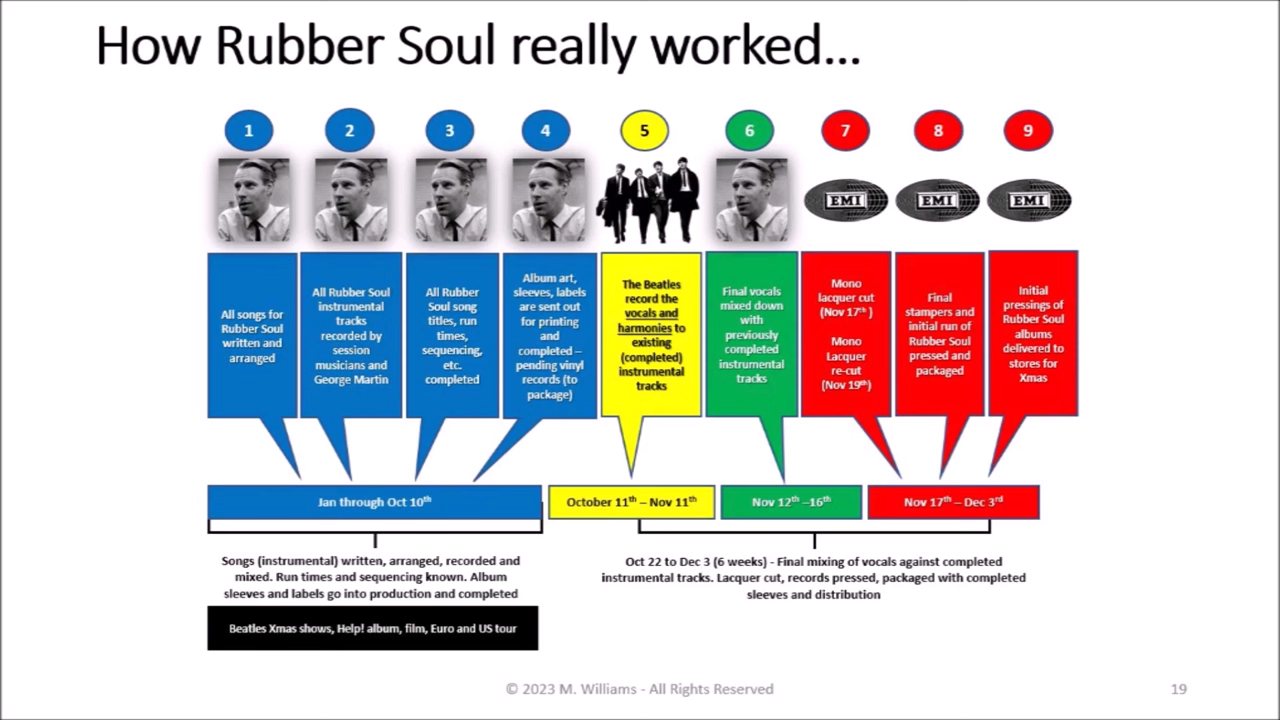 How Rubber Soul really worked...
1
2
3
4
5
6
7
8
9
EMI
EMI
EMI
All songs for
Rubber Soul
written and
arranged
All Rubber Soul
instrumental
tracks
recorded by
session
musicians and
George Martin
All Rubber
Soul song
titles, run
times,
sequencing,
etc.
completed
Album art,
sleeves, labels
are sent out
for printing
and
completed –
pending vinyl
records (to
package)
The Beatles
record the
vocals and
harmonies to
existing
(completed)
instrumental
tracks
Final vocals
mixed down
with
previously
completed
instrumental
tracks
Mono
lacquer cut
(Nov 17th )
Mono
Lacquer
re-cut
(Nov 19th)
Final
stampers and
initial run of
Rubber Soul
pressed and
packaged
Initial
pressings of
Rubber Soul
albums
delivered to
stores for
Xmas
Jan through Oct 10th
October 11th – Nov 11th
Nov 12th –16th
Nov 17th – Dec 3rd
Songs (instrumental) written, arranged, recorded and
mixed. Run times and sequencing known. Album
sleeves and labels go into production and completed
Oct 22 to Dec 3 (6 weeks) - Final mixing of vocals against completed
instrumental tracks. Lacquer cut, records pressed, packaged with completed
sleeves and distribution
Beatles Xmas shows, Help! album, film, Euro and US tour
© 2023 M. Williams - All Rights Reserved
19